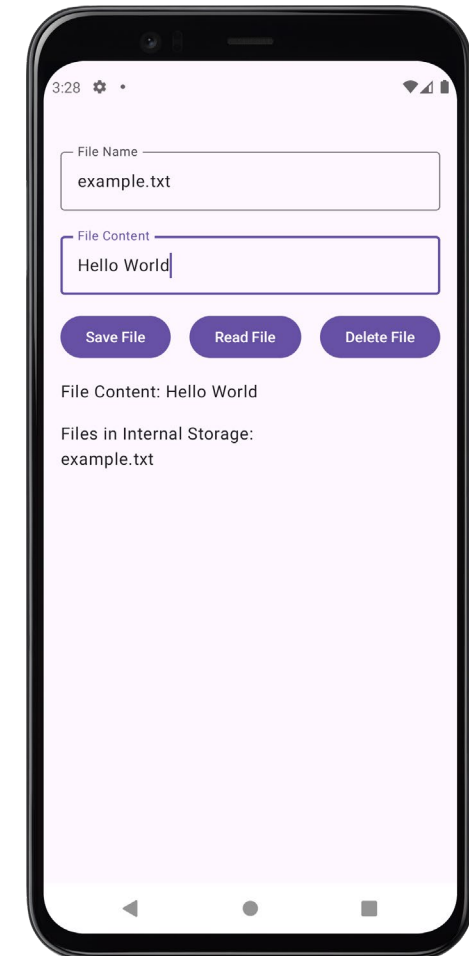 3:28
File Name
example.txt
File Content
Hello World
Save File Read File Delete File
File Content: Hello World
Files in Internal Storage:
example.txt